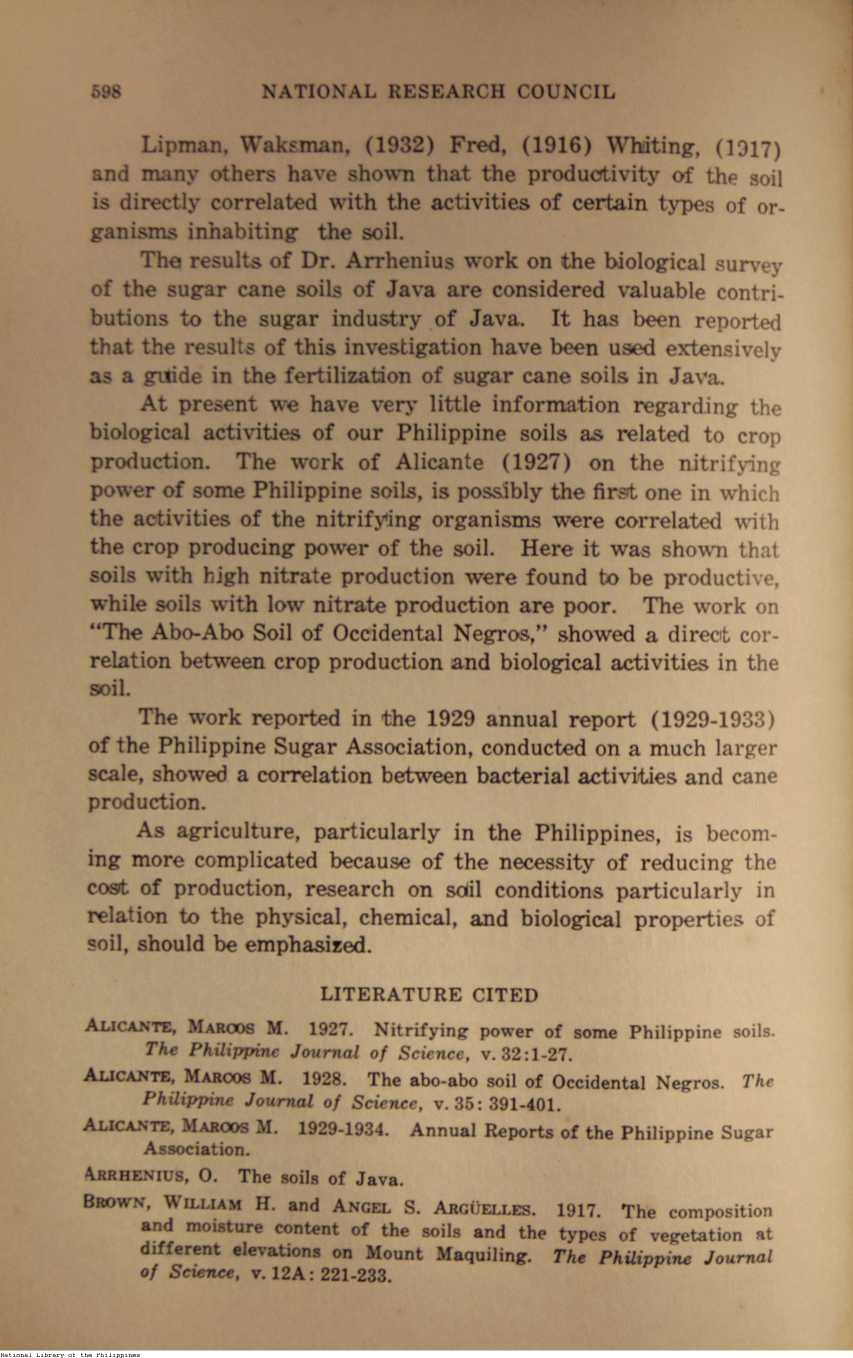 598 NATIONAL RESEARCH COUNCIL
Lipman, Waksman, (1932) Fred, (1916) Whiting, (1917)
and many others have shown that the productivity of the soil
is directly correlated with the activities of certain types of or-
ganisms inhabiting the soil.
The results of Dr. Arrhenius work on the biological survey
of the sugar cane soils of Java are considered valuable contri-
butions to the sugar industry of Java. It has been reported
that the results of this investigation have been used extensively
as a guide in the fertilization of sugar cane soils in Java.
At present we have very little information regarding the
biological activities of our Philippine soils as related to crop
production. The work of Alicante (1927) on the nitrifying
power of some Philippine soils, is possibly the first one in which
the activities of the nitrifying organisms were correlated with
the crop producing power of the soil. Here it was shown that
soils with high nitrate production were found to be productive,
while soils with low nitrate production are poor. The work on
“The Abo-Abo Soil of Occidental Negros,” showed a direct cor-
relation between crop production and biological activities in the
soil.
The work reported in the 1929 annual report (1929-1933)
of the Philippine Sugar Association, conducted on a much larger
scale, showed a correlation between bacterial activities and cane
production.
As agriculture, particularly in the Philippines, is becom-
ing more complicated because of the necessity of reducing the
cost of production, research on soil conditions particularly in
relation to the physical, chemical, and biological properties of
soil, should be emphasized.
LITERATURE CITED
ALICANTE, MARCOS M. 1927. Nitrifying power of some Philippine soils.
The Philippine Journal of Science, v. 32:1-27.
ALICANTE, MARCOS M. 1928. The abo-abo soil of Occidental Negros. The
Philippine Journal of Science, v. 35: 391-401.
ALICANTE, MARCOS M. 1929-1934. Annual Reports of the Philippine Sugar
Association.
ARRHENIUS, O. The soils of Java.
BROWN, WILLIAM H. and ANGEL S. ARGÜELLES. 1917. The composition
and moisture content of the soils and the types of vegetation at
different elevations on Mount Maquiling. The Philippine Journal
of Science, v. 12A: 221-233.
National Library of the Philippines